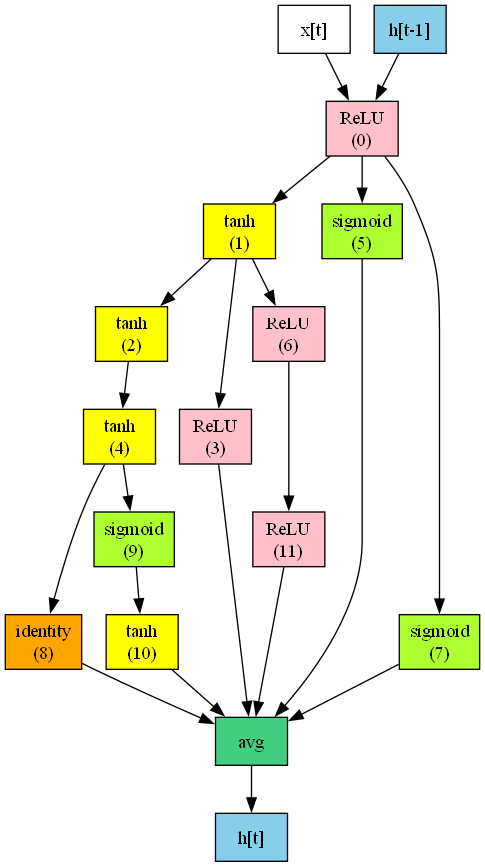 x[t]
h[t-1]
ReLU
(0)
tanh
(1)
sigmoid
(5)
tanh
(2)
ReLU
(6)
tanh
(4)
ReLU
(3)
sigmoid
(9)
ReLU
(11)
identity
(8)
tanh
(10)
sigmoid
(7)
avg
h[t]